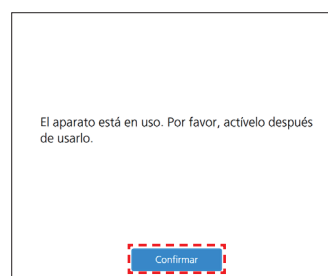 El aparato está en uso. Por favor, actívelo después
de usarlo.
Confirmar